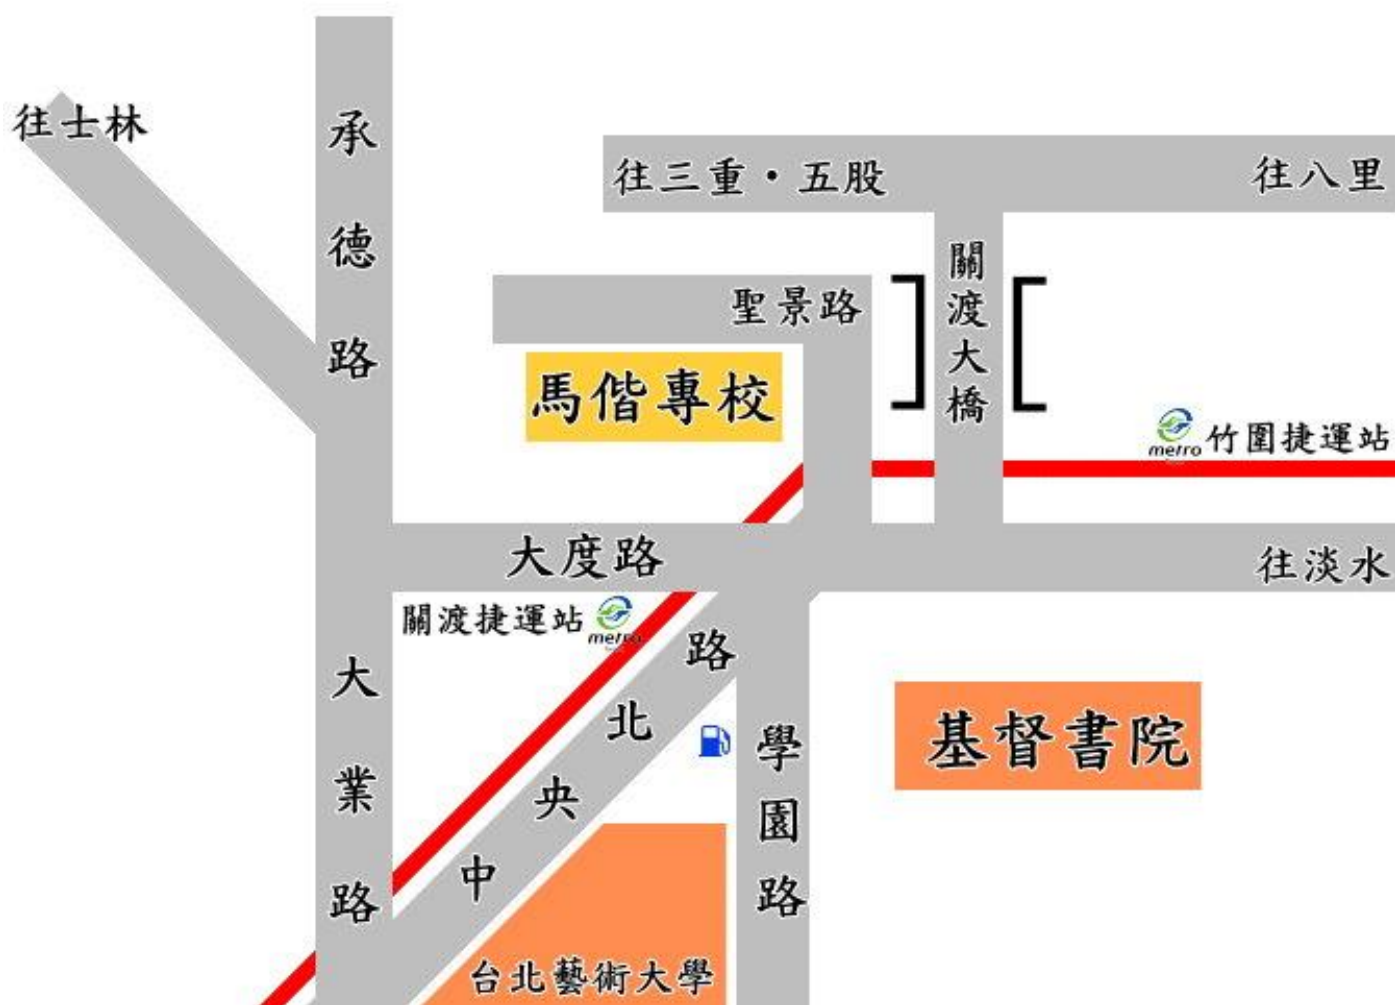 往士林
承德路
往三重・五股
往八里
關渡大橋
聖景路
馬偕專校
metro
竹圍捷運站
大度路
往淡水
關渡捷運站
metro
大業路
中央北路
學園路
基督書院
台北藝術大學